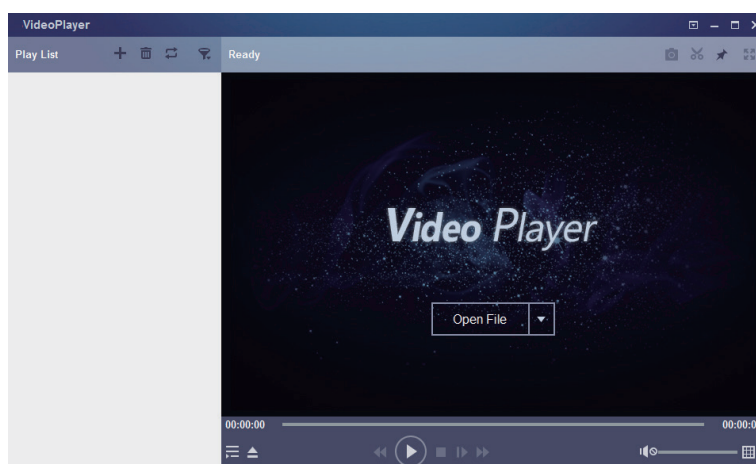 VideoPlayer
Play List
Ready
Video Player
Open File
00:00:00
00:00:0